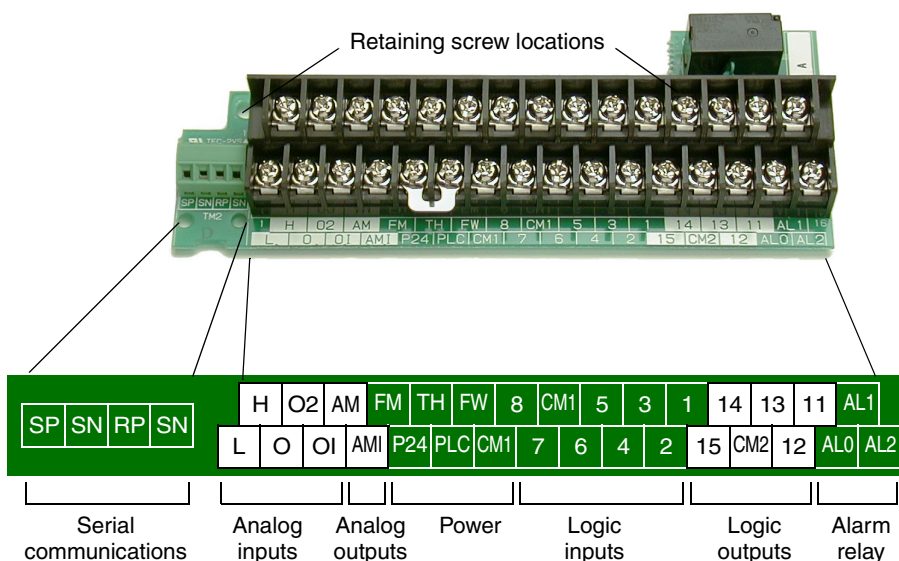 Retaining screw locations
A
SP SN RP SN
TM2
1 H O2 AM FM TH FW 8 CM1 5 3 1 14 13 11 AL1 16
L O OI AMI P24 PLC CM1 7 6 4 2 15 CM2 12 AL0 AL2
H O2 AM FM TH FW 8 CM1 5 3 1 14 13 11 AL1
SP SN RP SN
L O OI AMI P24 PLC CM1 7 6 4 2 15 CM2 12 AL0 AL2
Serial communications
Analog inputs
Analog outputs
Power
Logic inputs
Logic outputs
Alarm relay